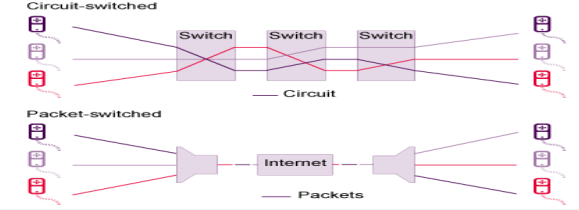 Circuit-switched
Switch Switch Switch
Circuit
Packet-switched
Internet
Packets